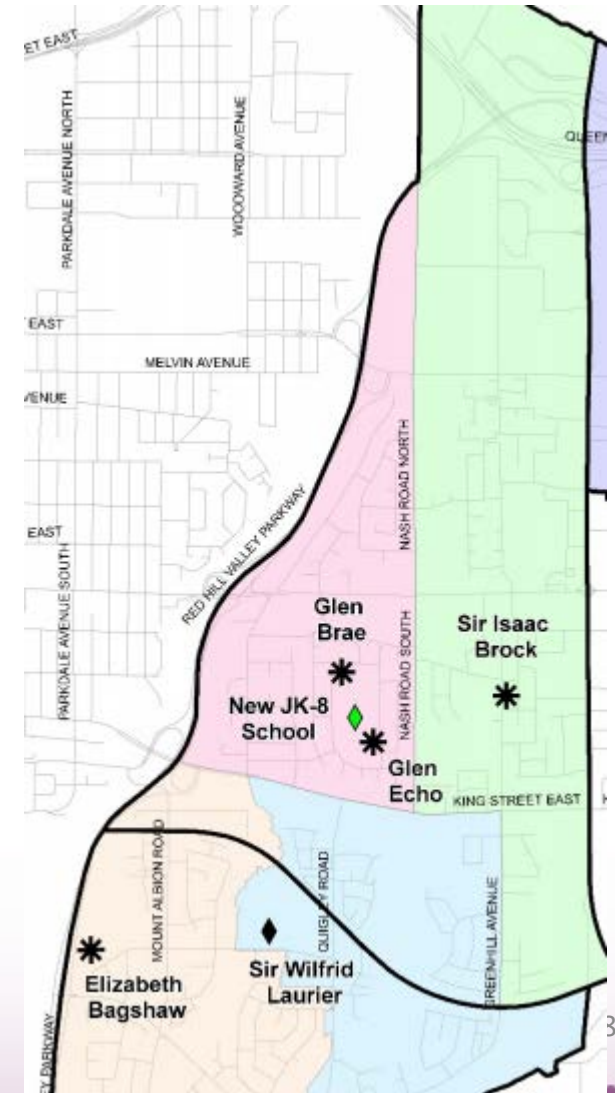 ET EAST
PARKDALE AVENUE NORTH
WOODWARD AVENUE
QUEEN
EAST
MELVIN AVENUE
VENUE
NASH ROAD NORTH
EAST
RED HILL VALLEY PARKWAY
PARKDALE AVENUE SOUTH
Glen
Brae
Sir Isaac
Brock
NASH ROAD SOUTH
New JK-8
School
Glen
Echo
KING STREET EAST
MOUNT ALBION ROAD
QUIGLEY ROAD
GREENHILL AVENUE
Sir Wilfrid
Laurier
Elizabeth
Bagshaw
EY PARKWAY